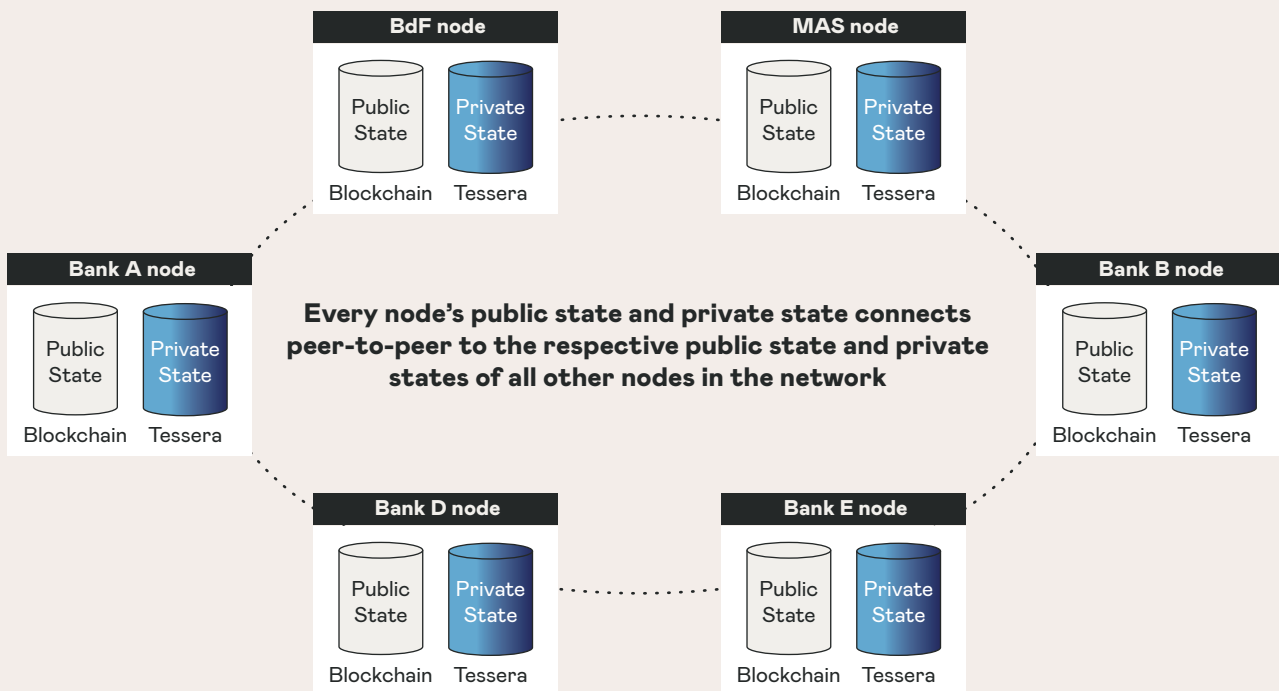 BdF node
Public
State
Private
State
Blockchain
Tessera
MAS node
Public
State
Private
State
Blockchain
Tessera
Bank A node
Public
State
Private
State
Blockchain
Tessera
Every node’s public state and private state connects
peer-to-peer to the respective public state and private
states of all other nodes in the network
Bank B node
Public
State
Private
State
Blockchain
Tessera
Bank D node
Public
State
Private
State
Blockchain
Tessera
Bank E node
Public
State
Private
State
Blockchain
Tessera